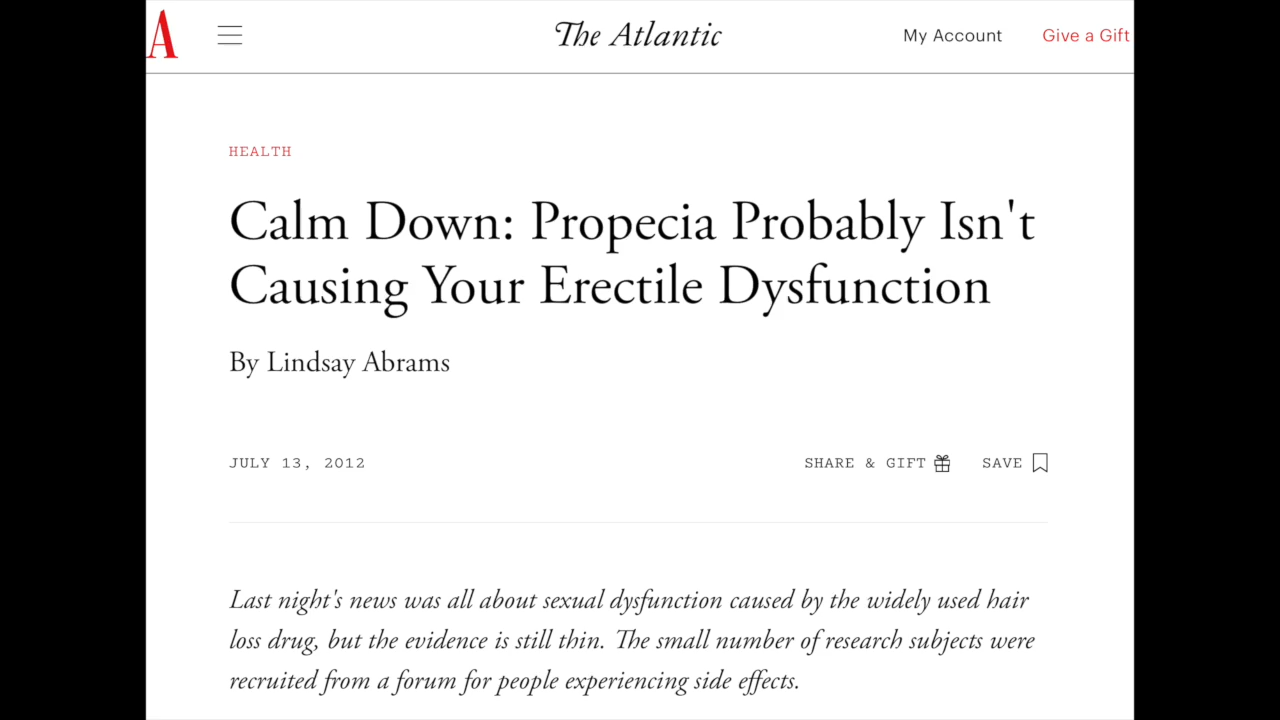 A
The Atlantic
My Account
Give a Gift
HEALTH
Calm Down: Propecia Probably Isn't
Causing Your Erectile Dysfunction
By Lindsay Abrams
JULY 13, 2012
SHARE & GIFT
SAVE
Last night's news was all about sexual dysfunction caused by the widely used hair
loss drug, but the evidence is still thin. The small number of research subjects were
recruited from a forum for people experiencing side effects.